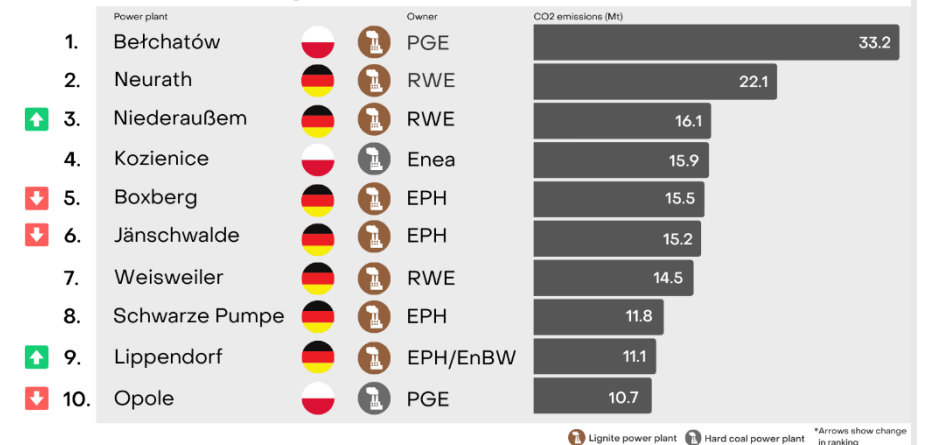 Power plant Owner CO2 emissions (Mt)
1. Bełchatów PGE 33.2
2. Neurath RWE 22.1
3. Niederaußem RWE 16.1
4. Kozienice Enea 15.9
5. Boxberg EPH 15.5
6. Jänschwalde EPH 15.2
7. Weisweiler RWE 14.5
8. Schwarze Pumpe EPH 11.8
9. Lippendorf EPH/EnBW 11.1
10. Opole PGE 10.7
Lignite power plant Hard coal power plant *Arrows show change
in ranking